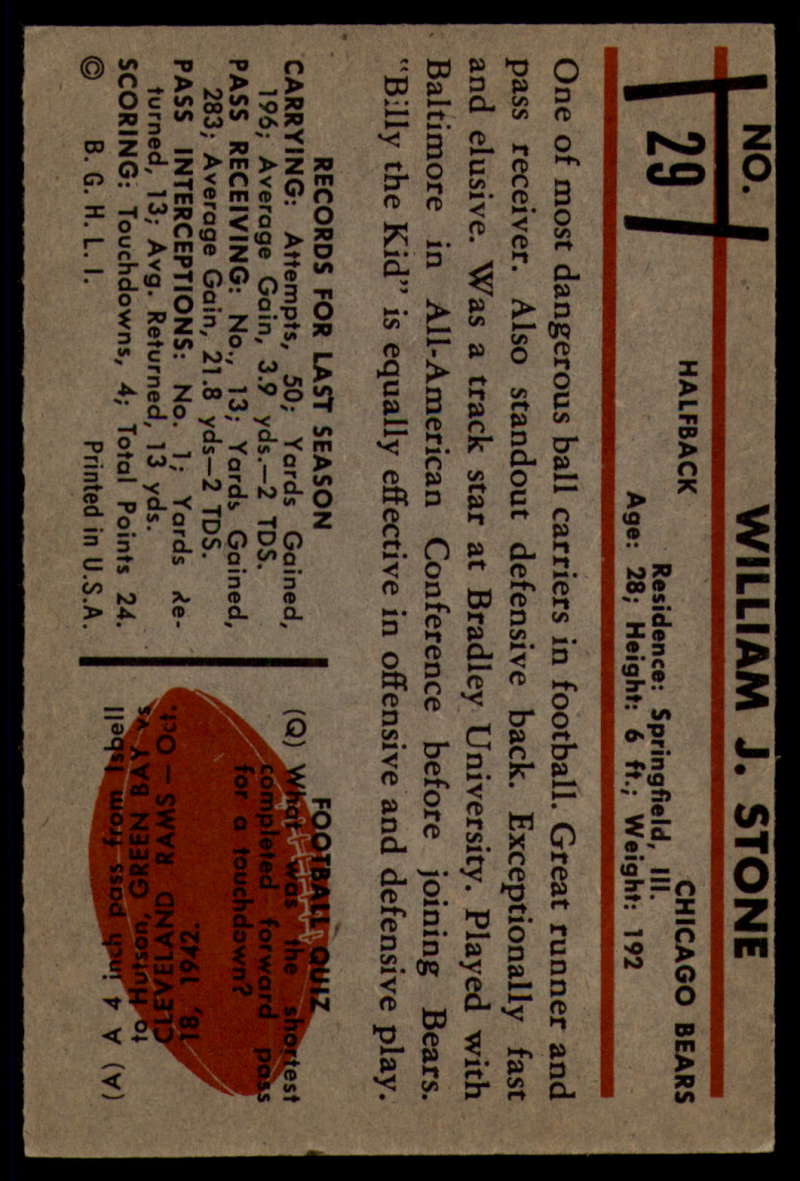 NO. 29
WILLIAM J. STONE
HALFBACK
CHICAGO BEARS
Residence: Springfield, Ill.
Age: 28; Height: 6 ft.; Weight: 192
One of most dangerous ball carriers in football. Great runner and
pass receiver. Also standout defensive back. Exceptionally fast
and elusive. Was a track star at Bradley University. Played with
Baltimore in All-American Conference before joining Bears.
“Billy the Kid” is equally effective in offensive and defensive play.
RECORDS FOR LAST SEASON
CARRYING: Attempts, 50; Yards Gained,
196; Average Gain, 3.9 yds.—2 TDS.
PASS RECEIVING: No., 13; Yards Gained,
283; Average Gain, 21.8 yds—2 TDS.
PASS INTERCEPTIONS: No. 1; Yards Re-
turned, 13; Avg. Returned, 13 yds.
SCORING: Touchdowns, 4; Total Points 24.
© B. G. H. L. I. Printed in U.S.A.
FOOTBALL QUIZ
(Q) What was the shortest
completed forward pass
for a touchdown?
(A) A 4 inch pass from Isbell
to Hutson, GREEN BAY vs
CLEVELAND RAMS — Oct.
18, 1942.